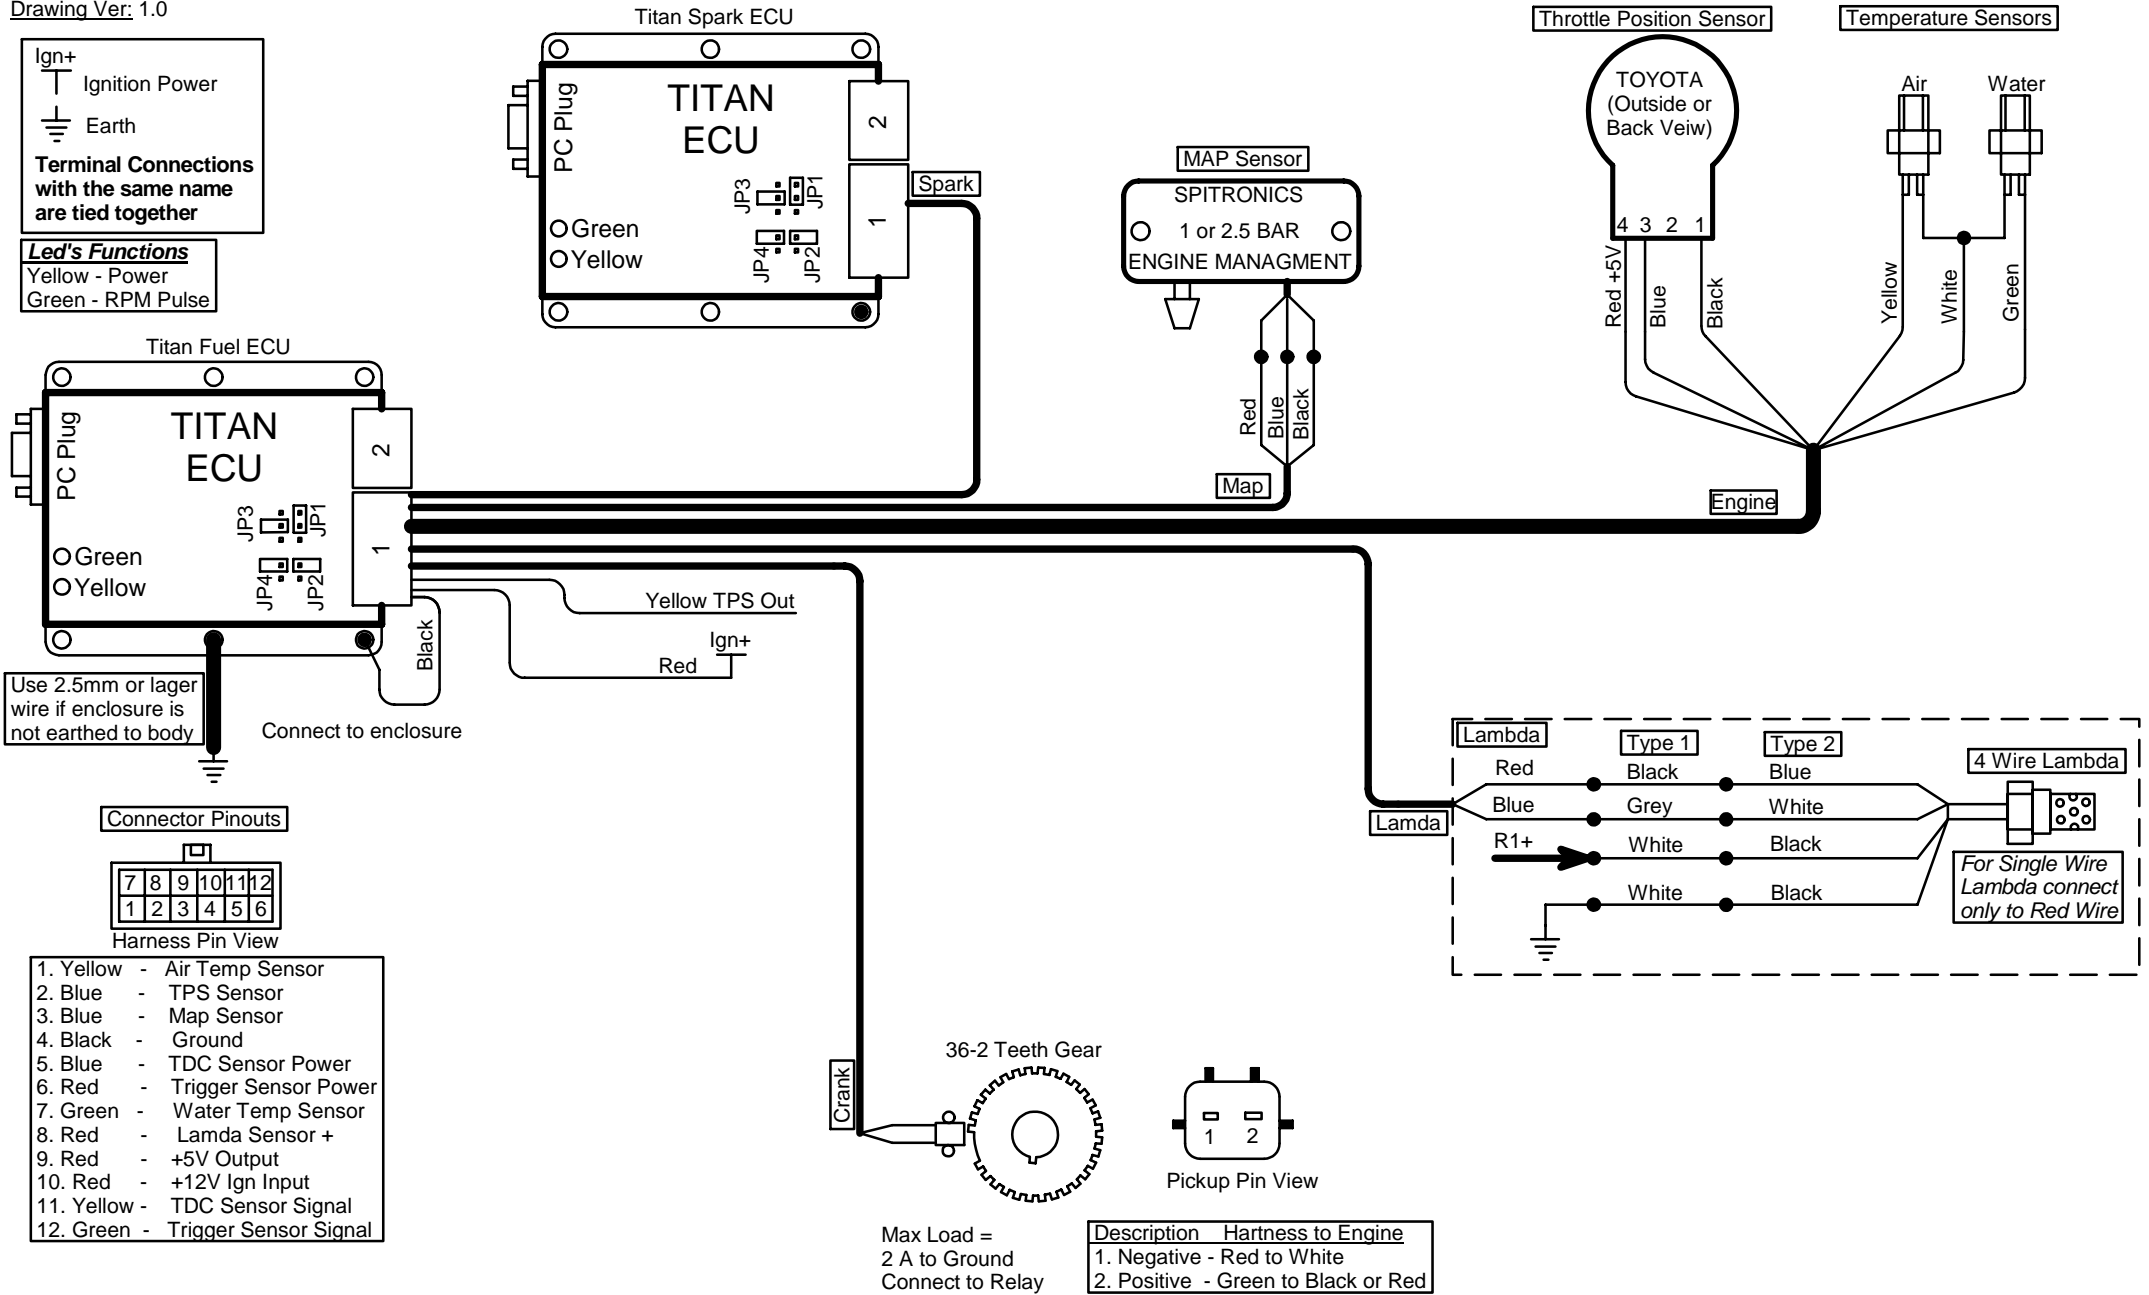 Drawing Ver: 1.0
Ign+
Ignition Power
Earth
Terminal Connections
with the same name
are tied together
Led's Functions
Yellow - Power
Green - RPM Pulse
Titan Spark ECU
PC Plug
TITAN
ECU
2
1
JP3
JP1
JP4
JP2
Green
Yellow
Spark
Titan Fuel ECU
PC Plug
TITAN
ECU
2
1
JP3
JP1
JP4
JP2
Green
Yellow
Black
Use 2.5mm or lager
wire if enclosure is
not earthed to body
Connect to enclosure
Yellow TPS Out
Ign+
Red
MAP Sensor
SPITRONICS
1 or 2.5 BAR
ENGINE MANAGMENT
Red
Blue
Black
Map
Throttle Position Sensor
TOYOTA
(Outside or
Back Veiw)
4 3 2 1
Red +5V
Blue
Black
Temperature Sensors
Air
Water
Yellow
White
Green
Engine
Lamda
Lambda
Type 1
Type 2
4 Wire Lambda
Red
Black
Blue
Blue
Grey
White
R1+
White
Black
White
Black
For Single Wire
Lambda connect
only to Red Wire
Connector Pinouts
7 8 9 10 11 12
1 2 3 4 5 6
Harness Pin View
1. Yellow - Air Temp Sensor
2. Blue - TPS Sensor
3. Blue - Map Sensor
4. Black - Ground
5. Blue - TDC Sensor Power
6. Red - Trigger Sensor Power
7. Green - Water Temp Sensor
8. Red - Lamda Sensor +
9. Red - +5V Output
10. Red - +12V Ign Input
11. Yellow - TDC Sensor Signal
12. Green - Trigger Sensor Signal
Crank
36-2 Teeth Gear
1 2
Pickup Pin View
Max Load =
2 A to Ground
Connect to Relay
Description Hartness to Engine
1. Negative - Red to White
2. Positive - Green to Black or Red